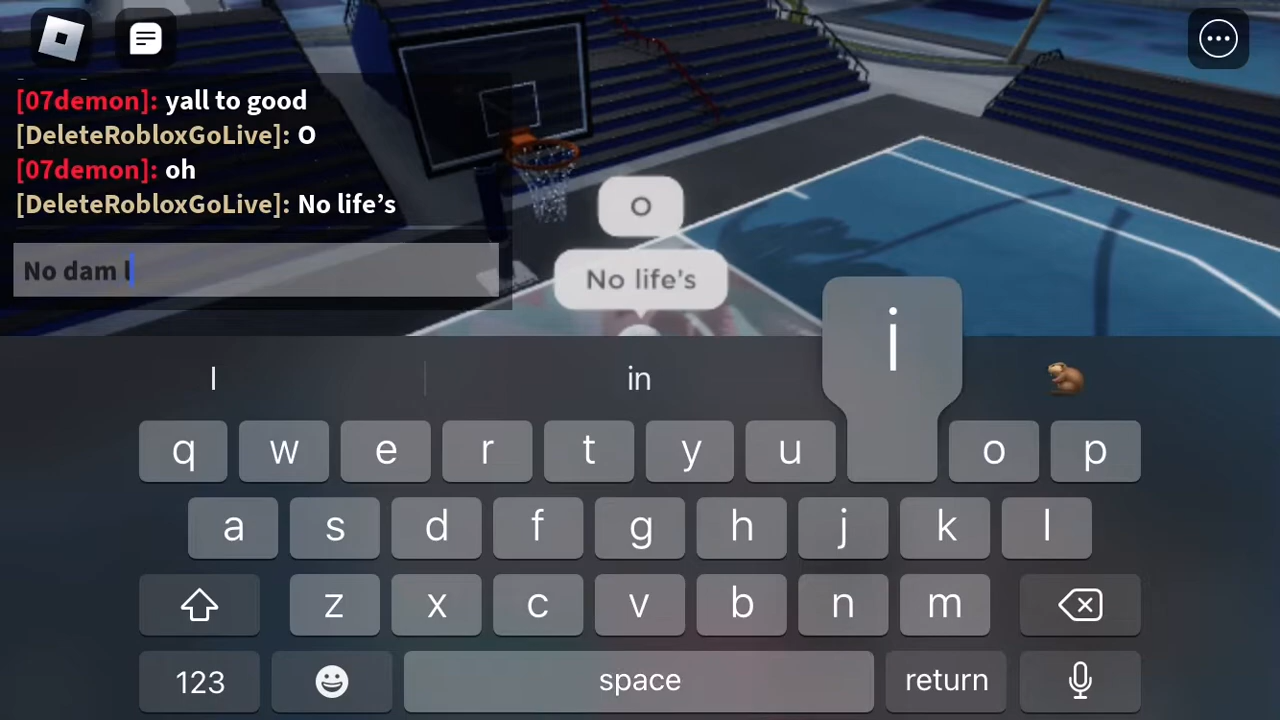 [07demon]: yall to good
[DeleteRobloxGoLive]: O
[07demon]: oh
[DeleteRobloxGoLive]: No life's
No dam l
O
No life's
i
l in
q w e r t y u o p
a s d f g h j k l
z x c v b n m
123 space return